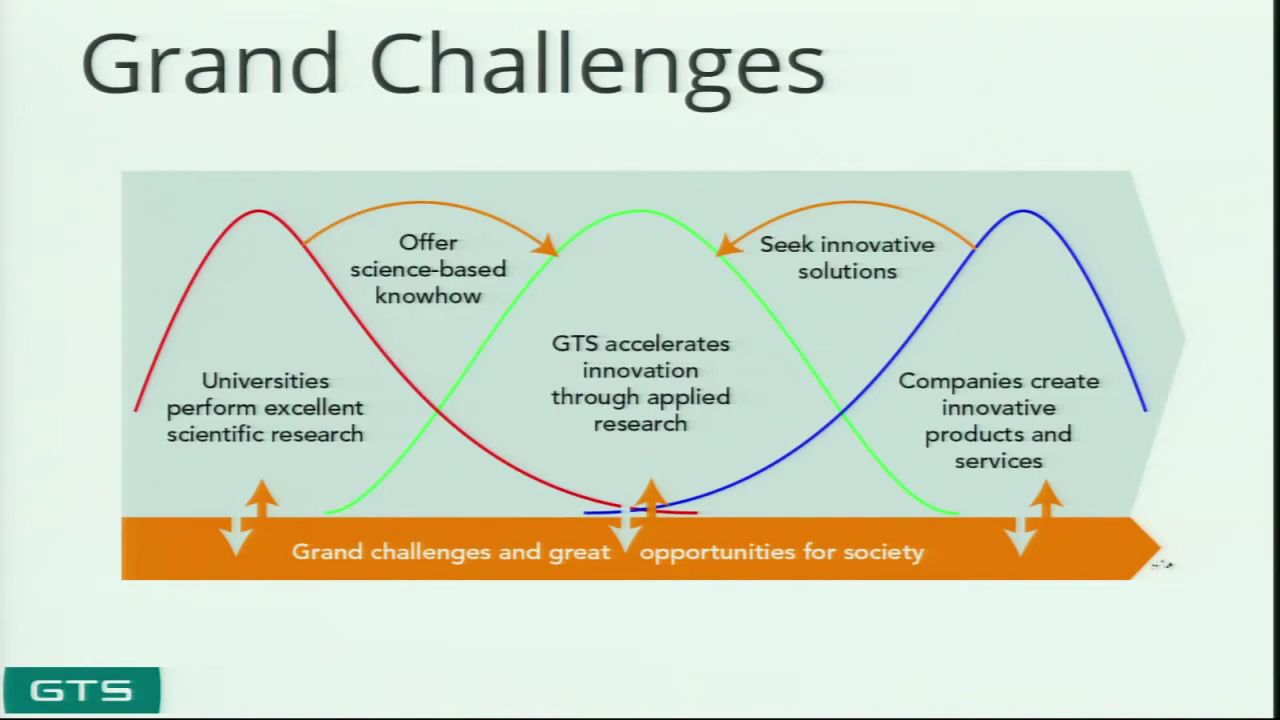 Grand Challenges
Offer
science-based
knowhow
Seek innovative
solutions
GTS accelerates
innovation
through applied
research
Universities
perform excellent
scientific research
Companies create
innovative
products and
services
Grand challenges and great opportunities for society
GTS